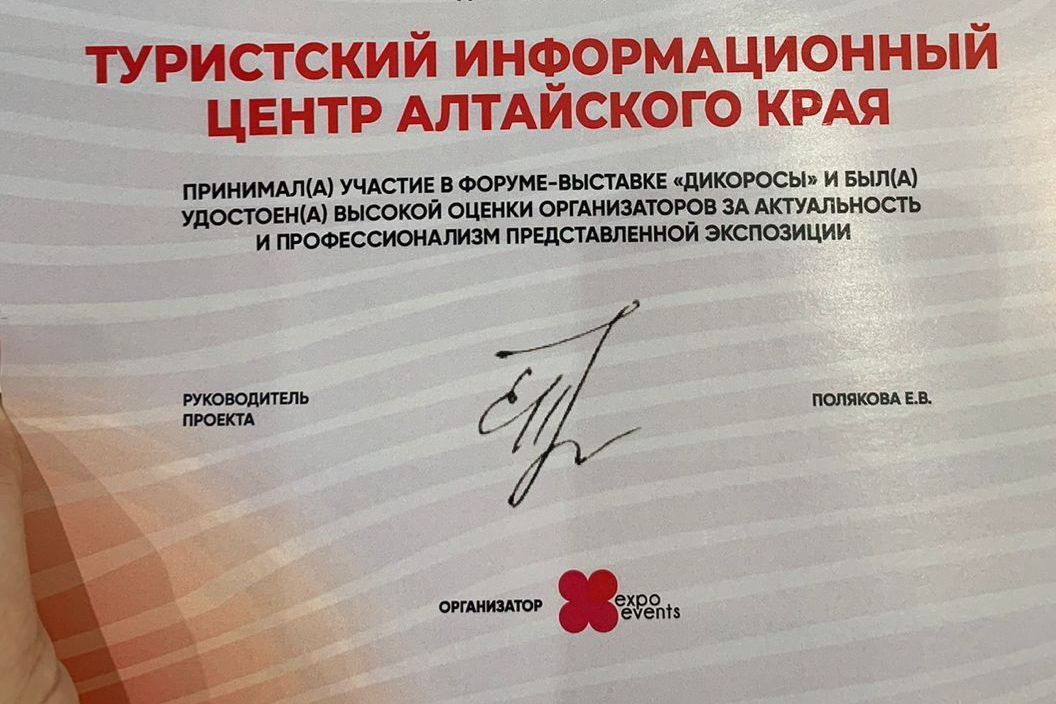 ТУРИСТСКИЙ ИНФОРМАЦИОННЫЙ
ЦЕНТР АЛТАЙСКОГО КРАЯ
ПРИНИМАЛ(А) УЧАСТИЕ В ФОРУМЕ-ВЫСТАВКЕ «ДИКОРОСЫ» И БЫЛ(А)
УДОСТОЕН(А) ВЫСОКОЙ ОЦЕНКИ ОРГАНИЗАТОРОВ ЗА АКТУАЛЬНОСТЬ
И ПРОФЕССИОНАЛИЗМ ПРЕДСТАВЛЕННОЙ ЭКСПОЗИЦИИ
РУКОВОДИТЕЛЬ
ПРОЕКТА
ПОЛЯКОВА Е.В.
ОРГАНИЗАТОР
expo
events